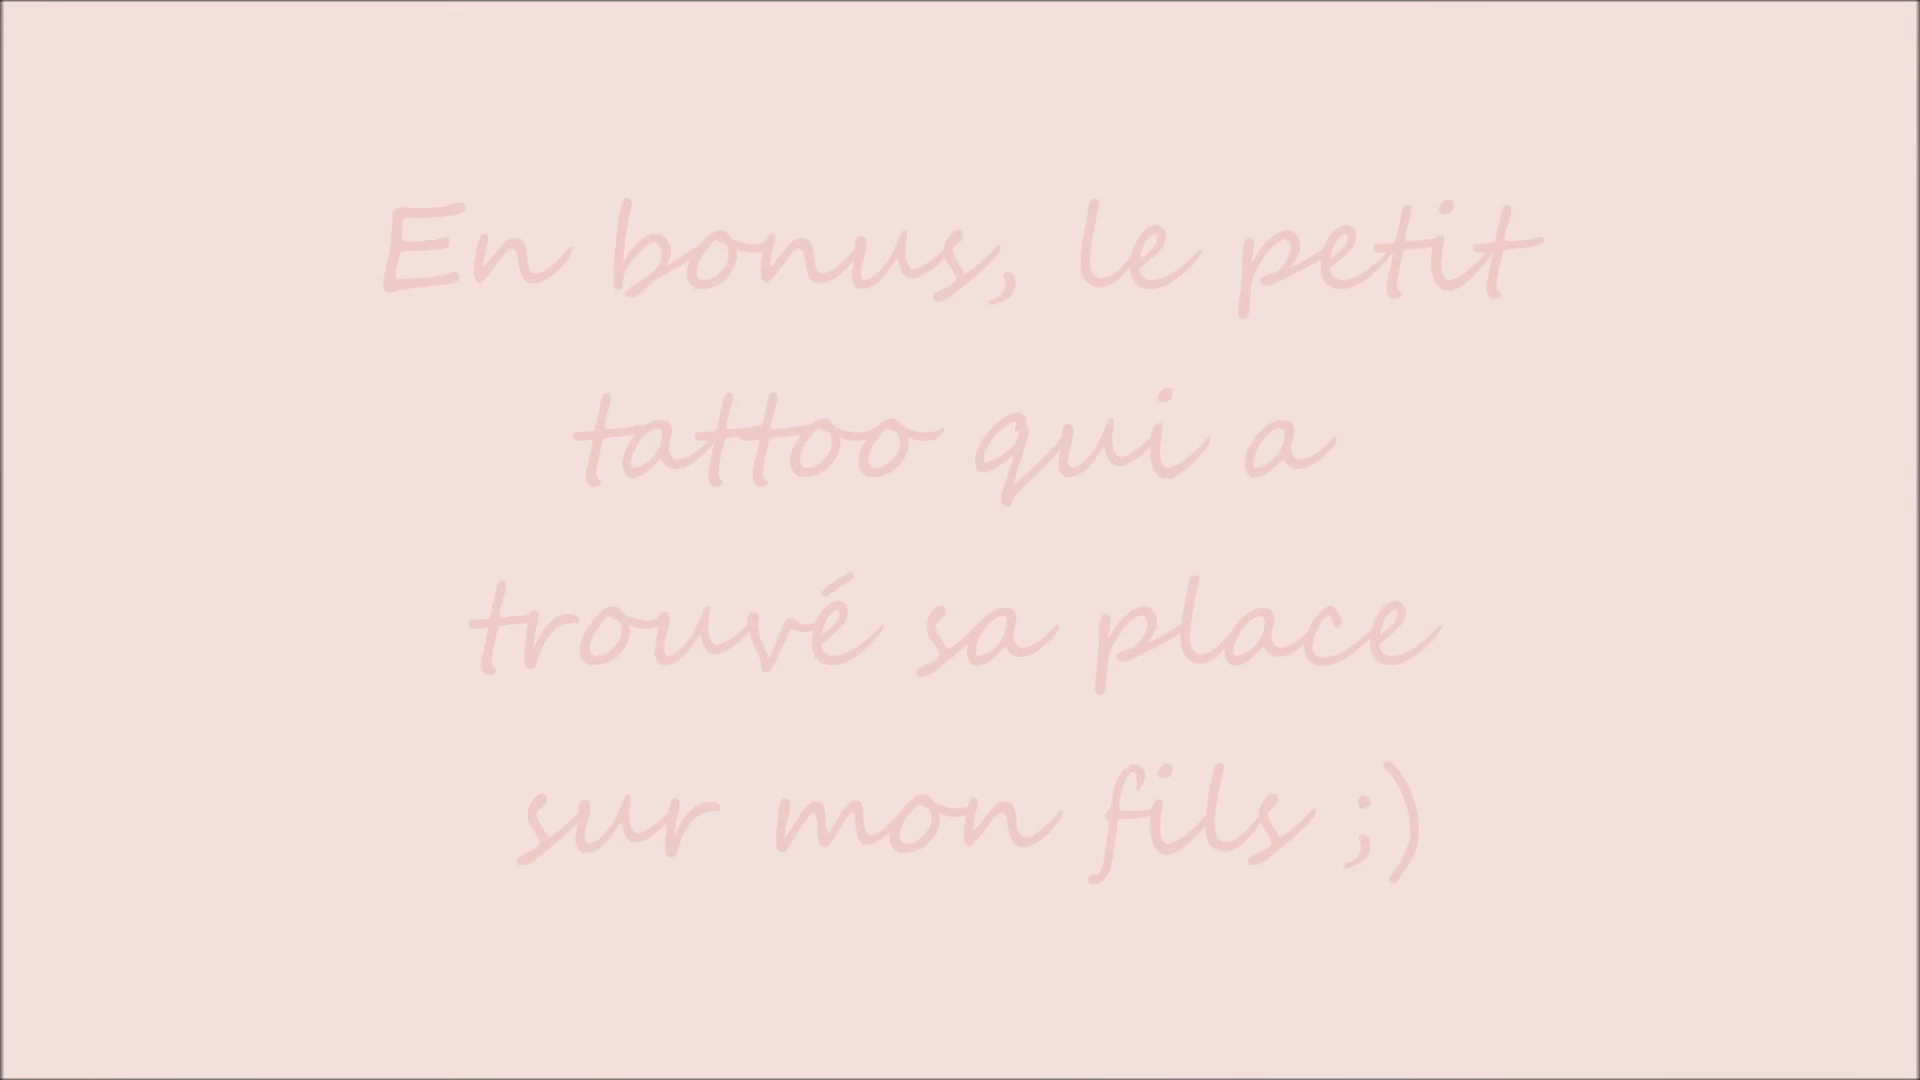 En bonus, le petit
tattoo qui a
trouvé sa place
sur mon fils ;)